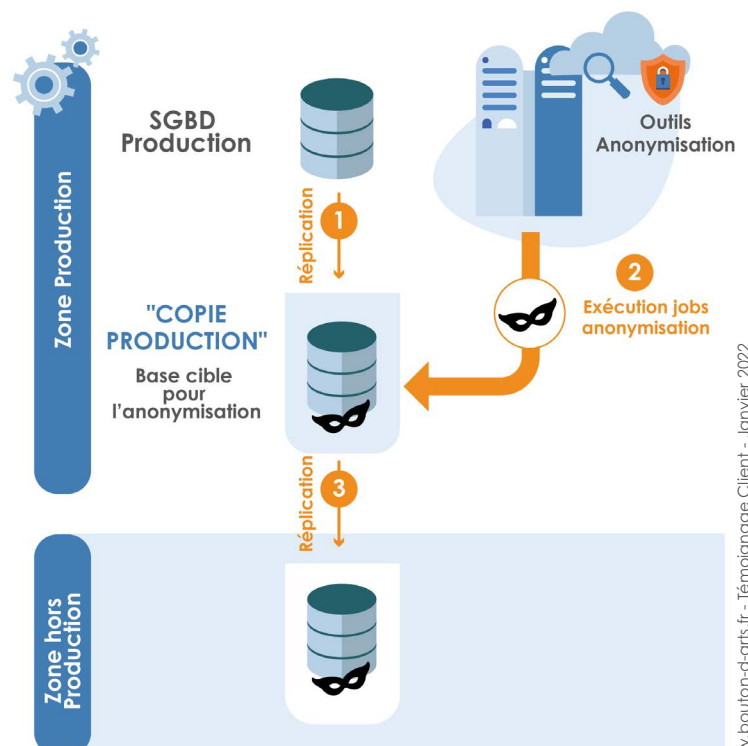 Zone Production
SGBD
Production
Outils
Anonymisation
Réplication
1
2
Exécution jobs
anonymisation
"COPIE
PRODUCTION"
Base cible
pour
l'anonymisation
Réplication
3
Zone hors
Production
bouton-d-arts.fr - Témoignage Client - Janvier 2022